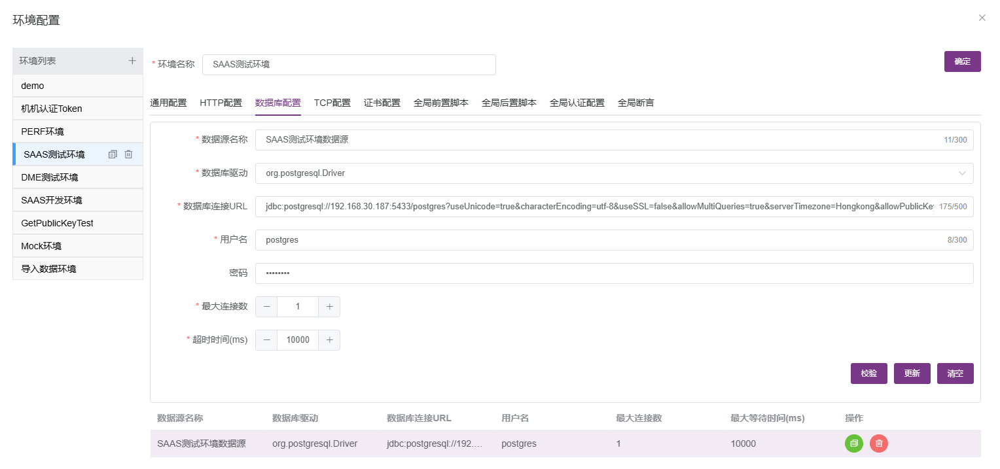 环境配置
环境列表
demo
机机认证Token
PERF环境
SAAS测试环境
DME测试环境
SAAS开发环境
GetPublicKeyTest
Mock环境
导入数据环境
* 环境名称 SAAS测试环境
确定
通用配置 HTTP配置 数据库配置 TCP配置 证书配置 全局前置脚本 全局后置脚本 全局认证配置 全局断言
* 数据源名称 SAAS测试环境数据源 11/300
* 数据库驱动 org.postgresql.Driver
* 数据库连接URL jdbc:postgresql://192.168.30.187:5433/postgres?useUnicode=true&characterEncoding=utf-8&useSSL=false&allowMultiQueries=true&serverTimezone=Hongkong&allowPublicKey 175/500
* 用户名 postgres 8/300
密码 ••••••••
* 最大连接数 − 1 +
* 超时时间(ms) − 10000 +
校验 更新 清空
数据源名称 数据库驱动 数据库连接URL 用户名 最大连接数 最大等待时间(ms) 操作
SAAS测试环境数据源 org.postgresql.Driver jdbc:postgresql://192.… postgres 1 10000